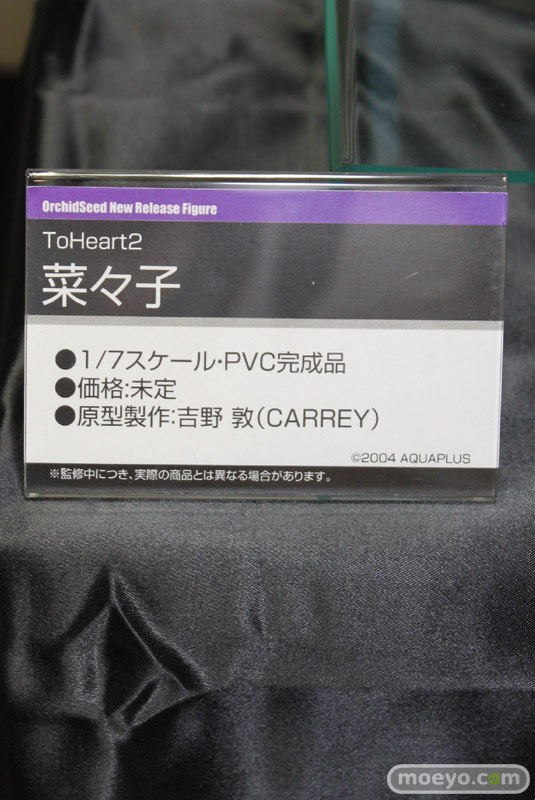 OrchidSeed New Release Figure
ToHeart2
菜々子
●1/7スケール・PVC完成品
●価格:未定
●原型製作:吉野 敦(CARREY)
©2004 AQUAPLUS
※監修中につき、実際の商品とは異なる場合があります。
moeyo.com